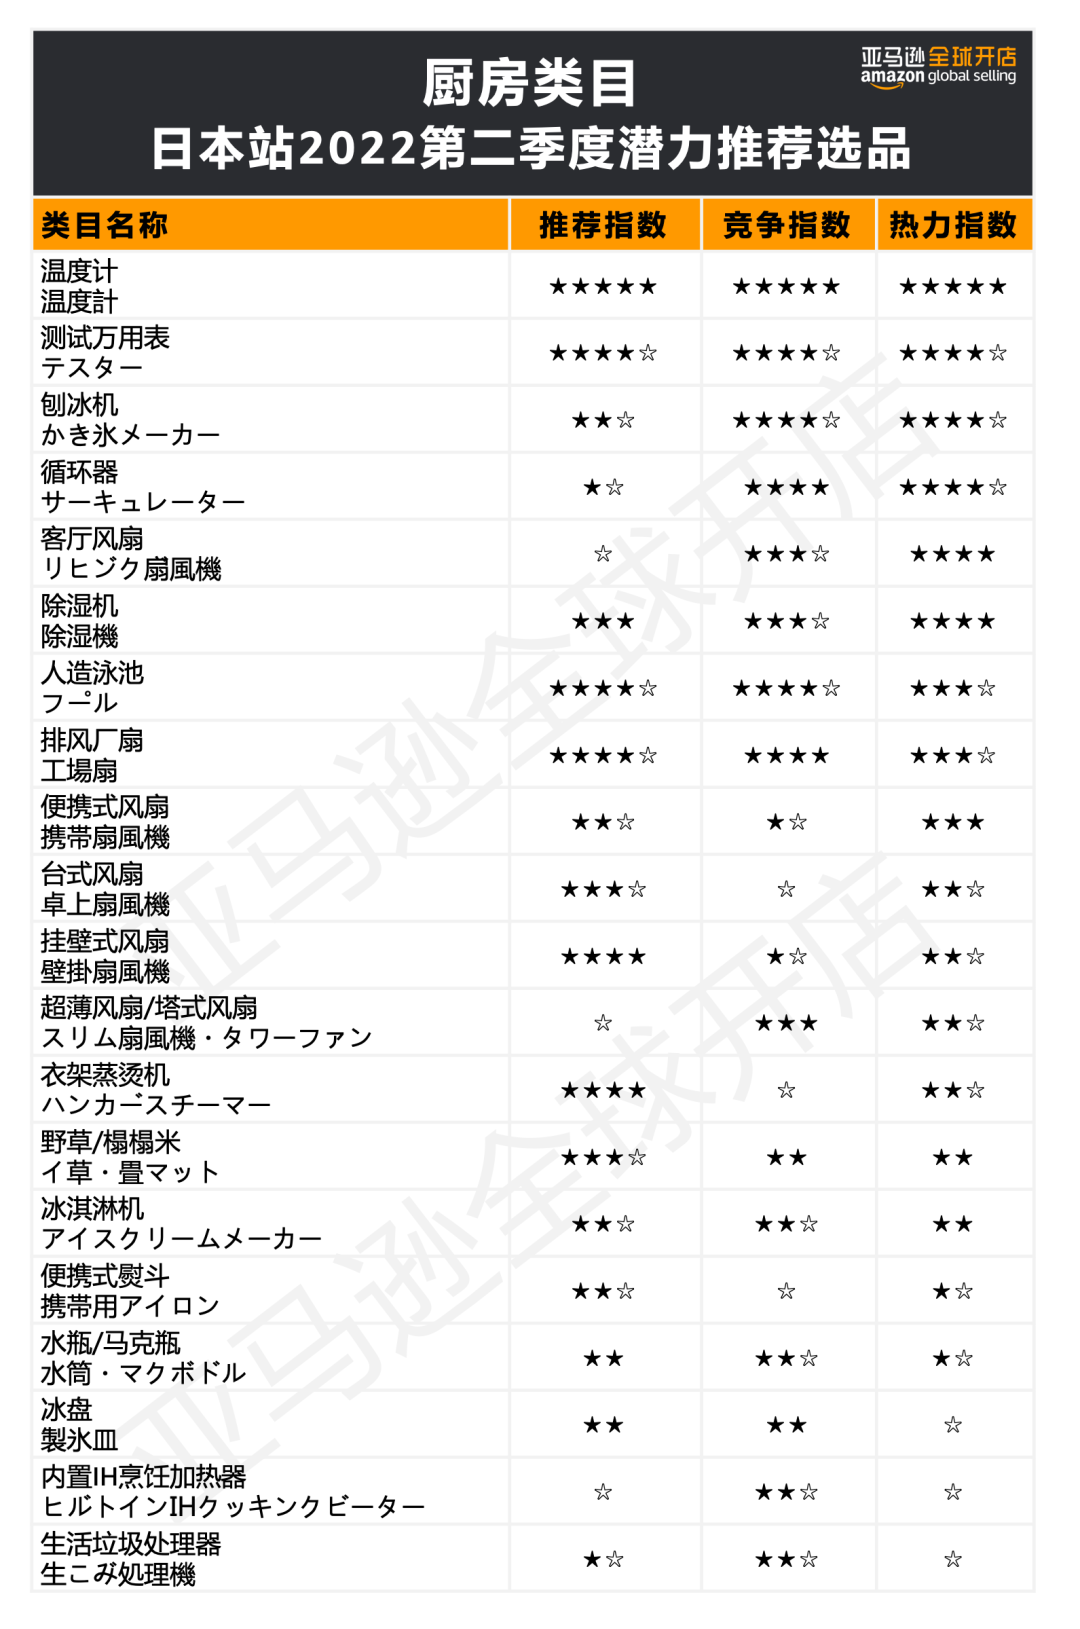 亚马逊全球开店
amazon global selling
厨房类目
日本站2022第二季度潜力推荐选品
类目名称 推荐指数 竞争指数 热力指数
温度计
温度計
★★★★★ ★★★★★ ★★★★★
测试万用表
テスター
★★★★☆ ★★★★☆ ★★★★☆
刨冰机
かき氷メーカー
★★☆ ★★★★☆ ★★★★☆
循环器
サーキュレーター
★☆ ★★★★ ★★★★☆
客厅风扇
リヒンジク扇風機
☆ ★★★☆ ★★★★
除湿机
除湿機
★★★ ★★★☆ ★★★★
人造泳池
プール
★★★★☆ ★★★★☆ ★★★☆
排风厂扇
工場扇
★★★★☆ ★★★★ ★★★☆
便携式风扇
携帯扇風機
★★☆ ★☆ ★★★
台式风扇
卓上扇風機
★★★☆ ☆ ★★☆
挂壁式风扇
壁掛扇風機
★★★★ ★☆ ★★☆
超薄风扇/塔式风扇
スリム扇風機・タワーファン
☆ ★★★ ★★☆
衣架蒸烫机
ハンガースチーマー
★★★★ ☆ ★★☆
野草/榻榻米
イ草・畳マット
★★★☆ ★★ ★★
冰淇淋机
アイスクリームメーカー
★★☆ ★★☆ ★★
便携式熨斗
携帯用アイロン
★★☆ ☆ ★☆
水瓶/马克瓶
水筒・マクボドル
★★ ★★☆ ★☆
冰盘
製氷皿
★★ ★★ ☆
内置IH烹饪加热器
ビルトインIHクッキングヒーター
☆ ★★☆ ☆
生活垃圾处理器
生ごみ処理機
★☆ ★★☆ ☆
亚马逊全球开店
亚马逊全球开店